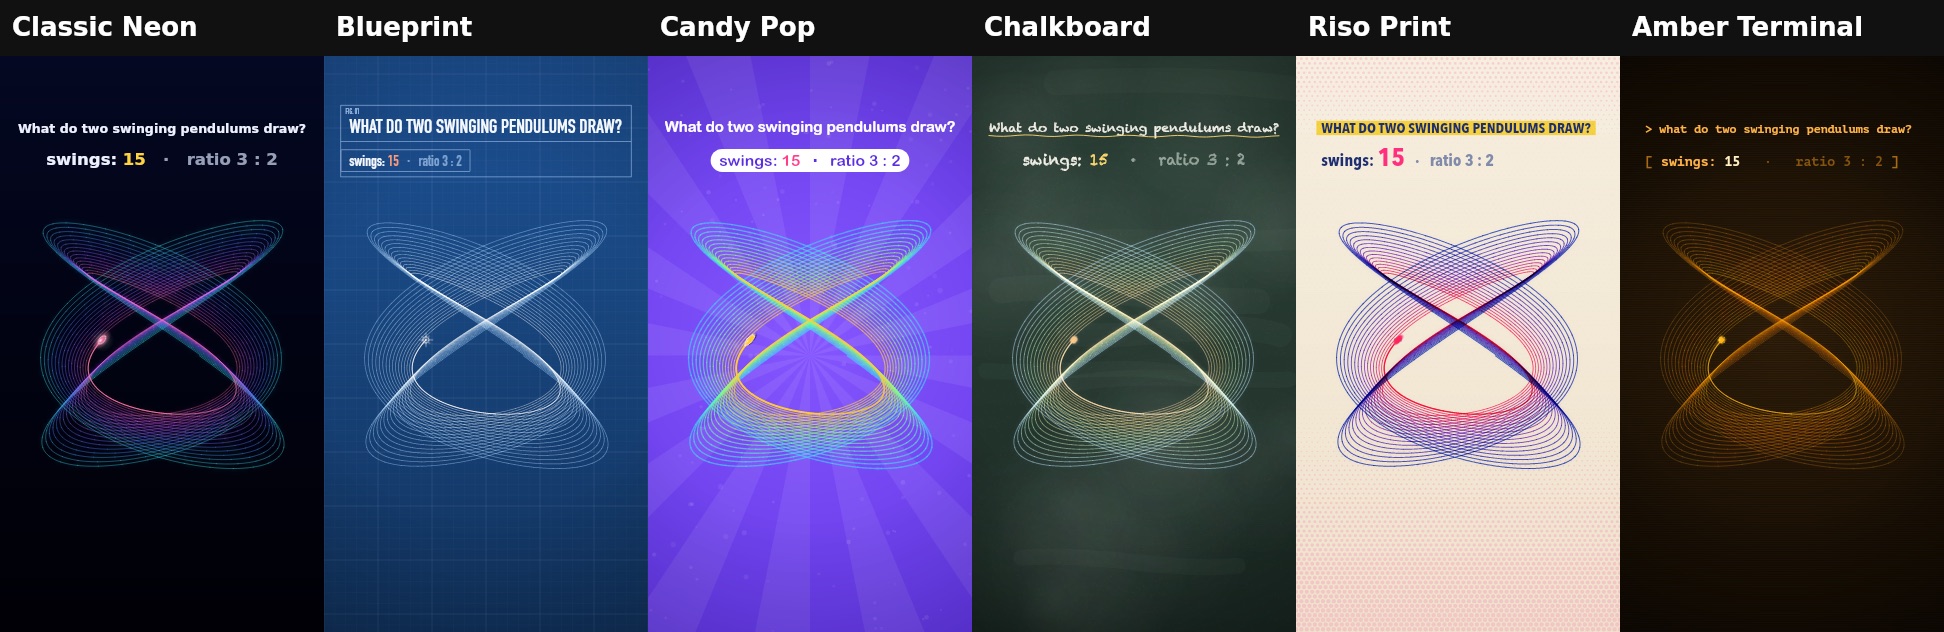 Classic Neon
What do two swinging pendulums draw?
swings: 15 · ratio 3 : 2
Blueprint
FIG. 01
WHAT DO TWO SWINGING PENDULUMS DRAW?
swings: 15 · ratio 3 : 2
Candy Pop
What do two swinging pendulums draw?
swings: 15 · ratio 3 : 2
Chalkboard
What do two swinging pendulums draw?
swings: 15 · ratio 3 : 2
Riso Print
WHAT DO TWO SWINGING PENDULUMS DRAW?
swings: 15 · ratio 3 : 2
Amber Terminal
> what do two swinging pendulums draw?
[ swings: 15 · ratio 3 : 2 ]